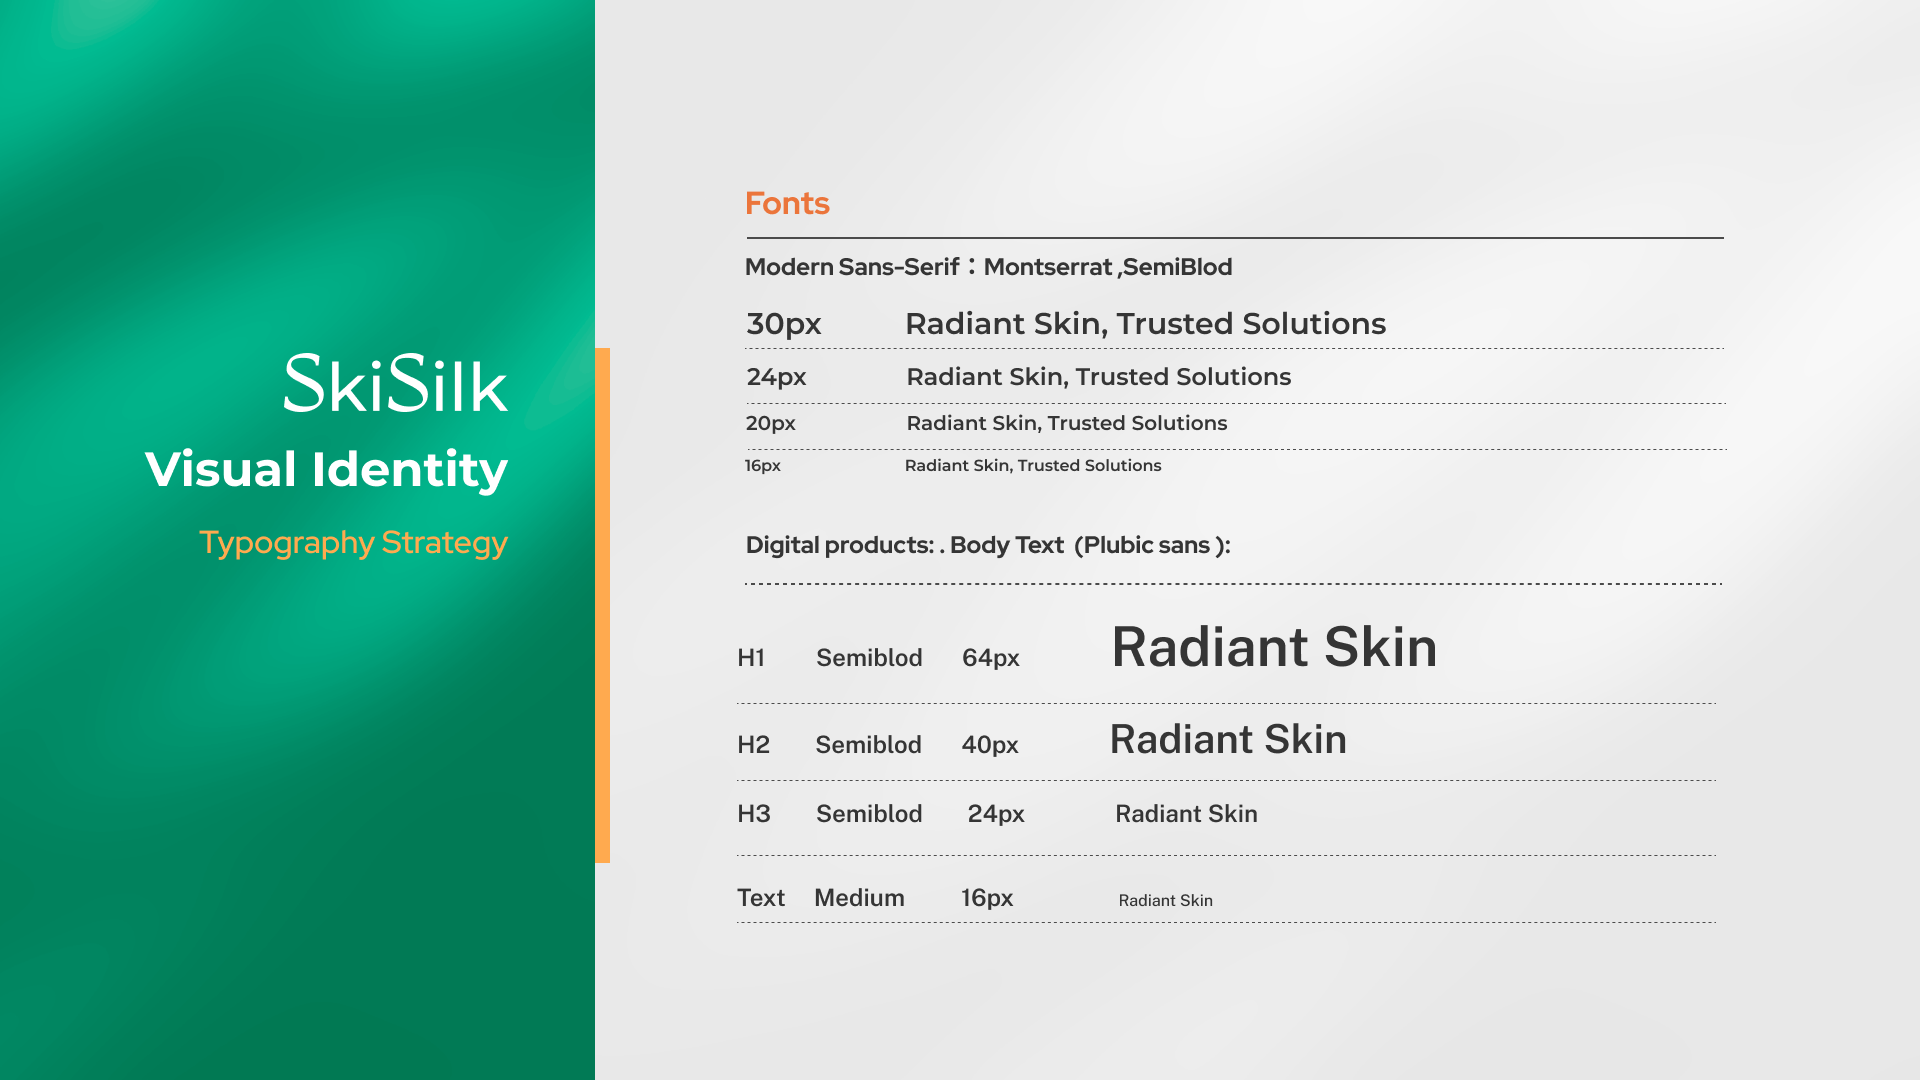 SkiSilk
Visual Identity
Typography Strategy
Fonts
Modern Sans-Serif：Montserrat ,SemiBlod
30px Radiant Skin, Trusted Solutions
24px Radiant Skin, Trusted Solutions
20px Radiant Skin, Trusted Solutions
16px Radiant Skin, Trusted Solutions
Digital products: . Body Text (Plubic sans ):
H1 Semiblod 64px Radiant Skin
H2 Semiblod 40px Radiant Skin
H3 Semiblod 24px Radiant Skin
Text Medium 16px Radiant Skin